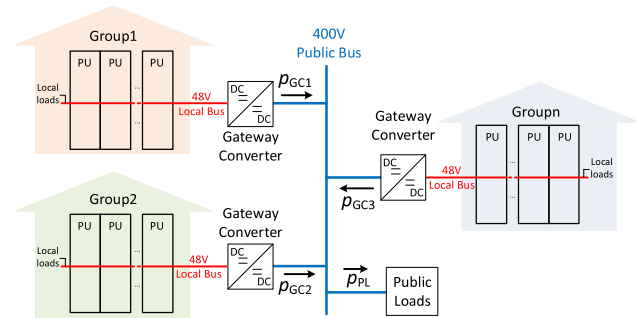 Group1
PU PU PU
Local
loads
...
...
48V
Local Bus
DC
DC
Gateway
Converter
pGC1
400V
Public Bus
Group2
PU PU PU
Local
loads
...
...
48V
Local Bus
Gateway
Converter
DC
DC
pGC2
Gateway
Converter
DC
DC
pGC3
48V
Local Bus
Groupn
PU PU PU
...
...
Local
loads
pPL
Public
Loads